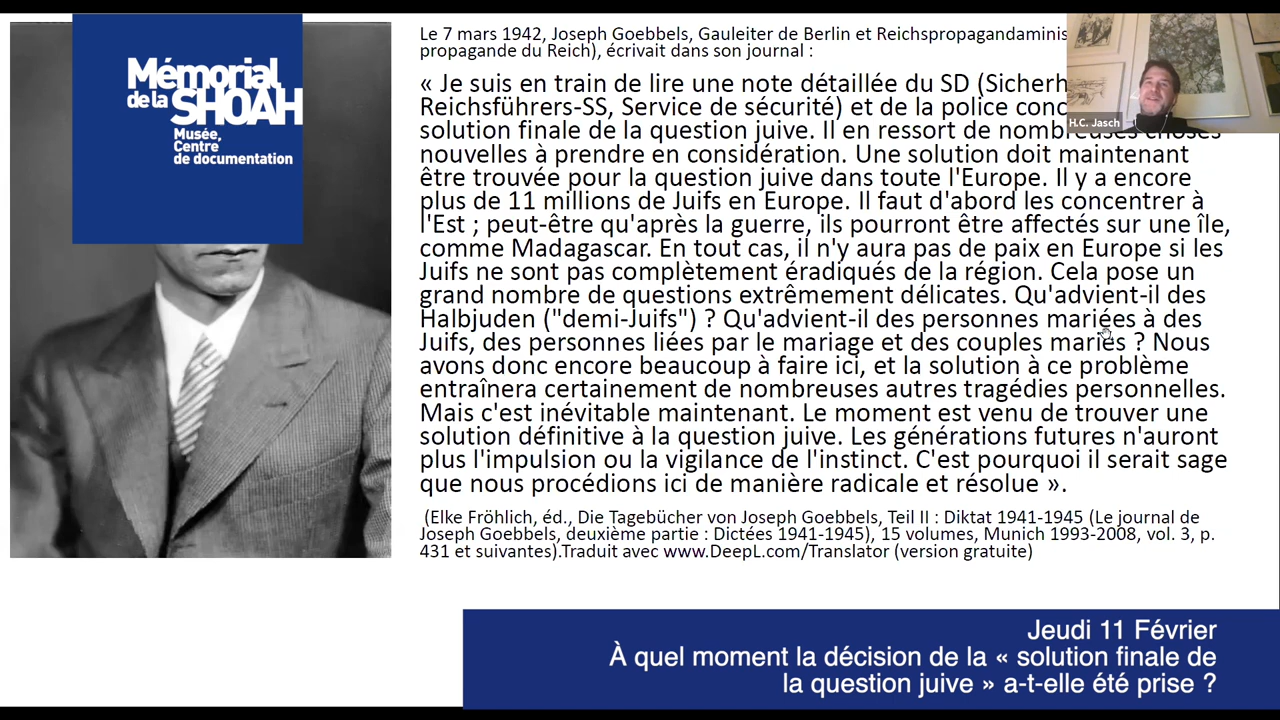 Mémorial
de la SHOAH
Musée,
Centre
de documentation
Le 7 mars 1942, Joseph Goebbels, Gauleiter de Berlin et Reichspropagandaminis
propagande du Reich), écrivait dans son journal :
« Je suis en train de lire une note détaillée du SD (Sicherh
Reichsführers-SS, Service de sécurité) et de la police conc
solution finale de la question juive. Il en ressort de nombreuses choses
nouvelles à prendre en considération. Une solution doit maintenant
être trouvée pour la question juive dans toute l'Europe. Il y a encore
plus de 11 millions de Juifs en Europe. Il faut d'abord les concentrer à
l'Est ; peut-être qu'après la guerre, ils pourront être affectés sur une île,
comme Madagascar. En tout cas, il n'y aura pas de paix en Europe si les
Juifs ne sont pas complètement éradiqués de la région. Cela pose un
grand nombre de questions extrêmement délicates. Qu'advient-il des
Halbjuden ("demi-Juifs") ? Qu'advient-il des personnes mariées à des
Juifs, des personnes liées par le mariage et des couples mariés ? Nous
avons donc encore beaucoup à faire ici, et la solution à ce problème
entraînera certainement de nombreuses autres tragédies personnelles.
Mais c'est inévitable maintenant. Le moment est venu de trouver une
solution définitive à la question juive. Les générations futures n'auront
plus l'impulsion ou la vigilance de l'instinct. C'est pourquoi il serait sage
que nous procédions ici de manière radicale et résolue ».
(Elke Fröhlich, éd., Die Tagebücher von Joseph Goebbels, Teil II : Diktat 1941-1945 (Le journal de
Joseph Goebbels, deuxième partie : Dictées 1941-1945), 15 volumes, Munich 1993-2008, vol. 3, p.
431 et suivantes).Traduit avec www.DeepL.com/Translator (version gratuite)
H.C. Jasch
Jeudi 11 Février
À quel moment la décision de la « solution finale de
la question juive » a-t-elle été prise ?